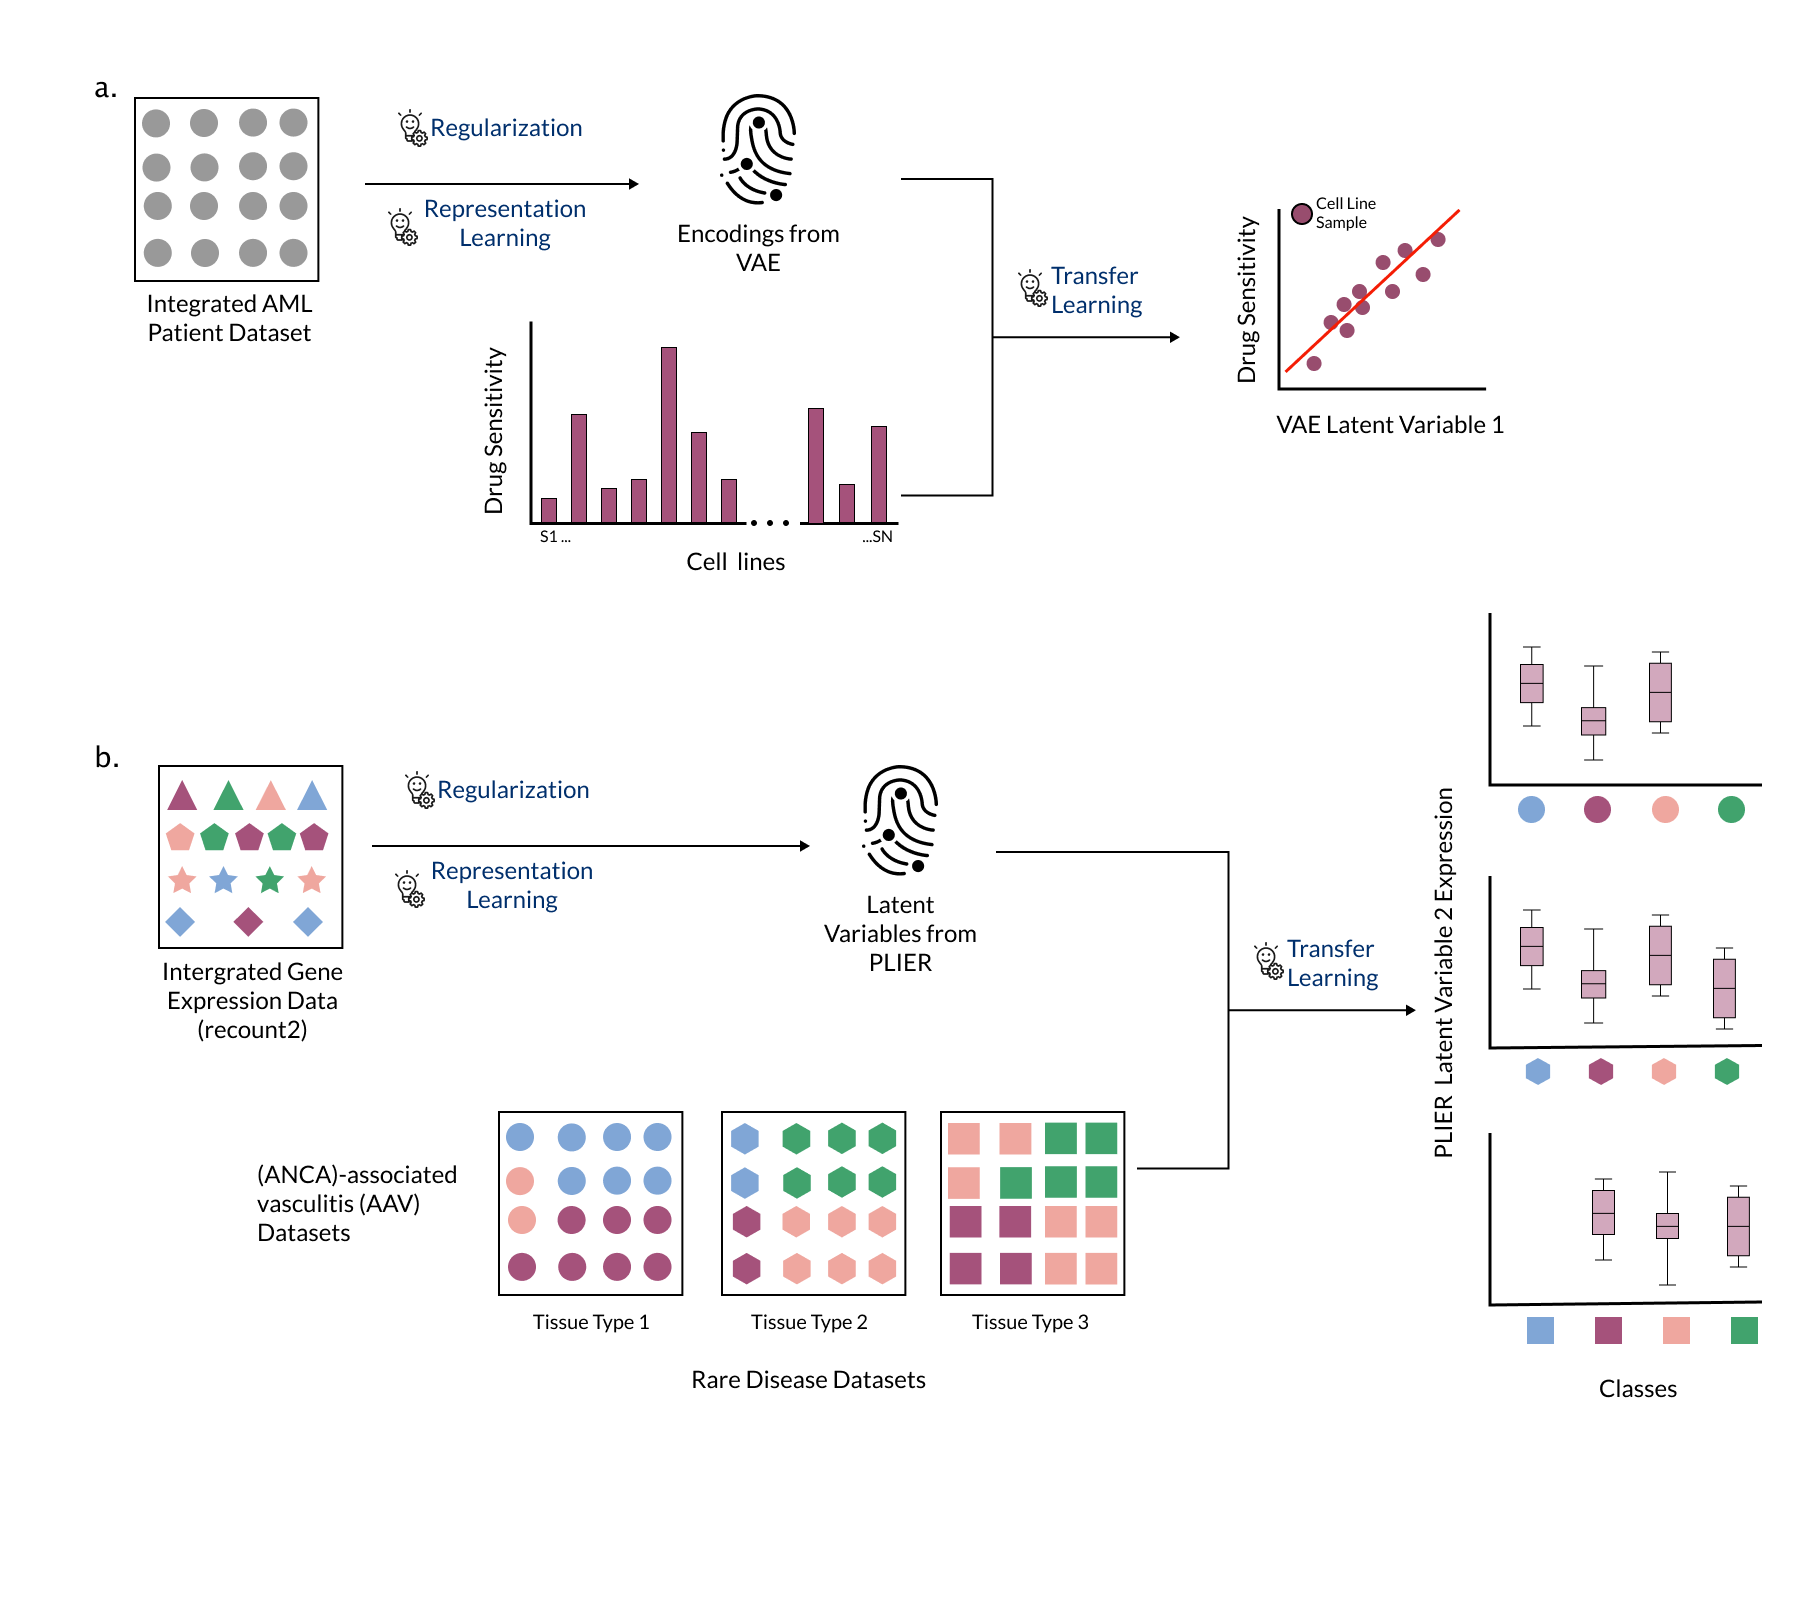 a.
Regularization
Representation
Learning
Integrated AML
Patient Dataset
Encodings from
VAE
Drug Sensitivity
S1 ...
...SN
Cell lines
Transfer
Learning
Cell Line
Sample
Drug Sensitivity
VAE Latent Variable 1
b.
Regularization
Representation
Learning
Intergrated Gene
Expression Data
(recount2)
Latent
Variables from
PLIER
(ANCA)-associated
vasculitis (AAV)
Datasets
Tissue Type 1
Tissue Type 2
Tissue Type 3
Rare Disease Datasets
Transfer
Learning
PLIER Latent Variable 2 Expression
Classes